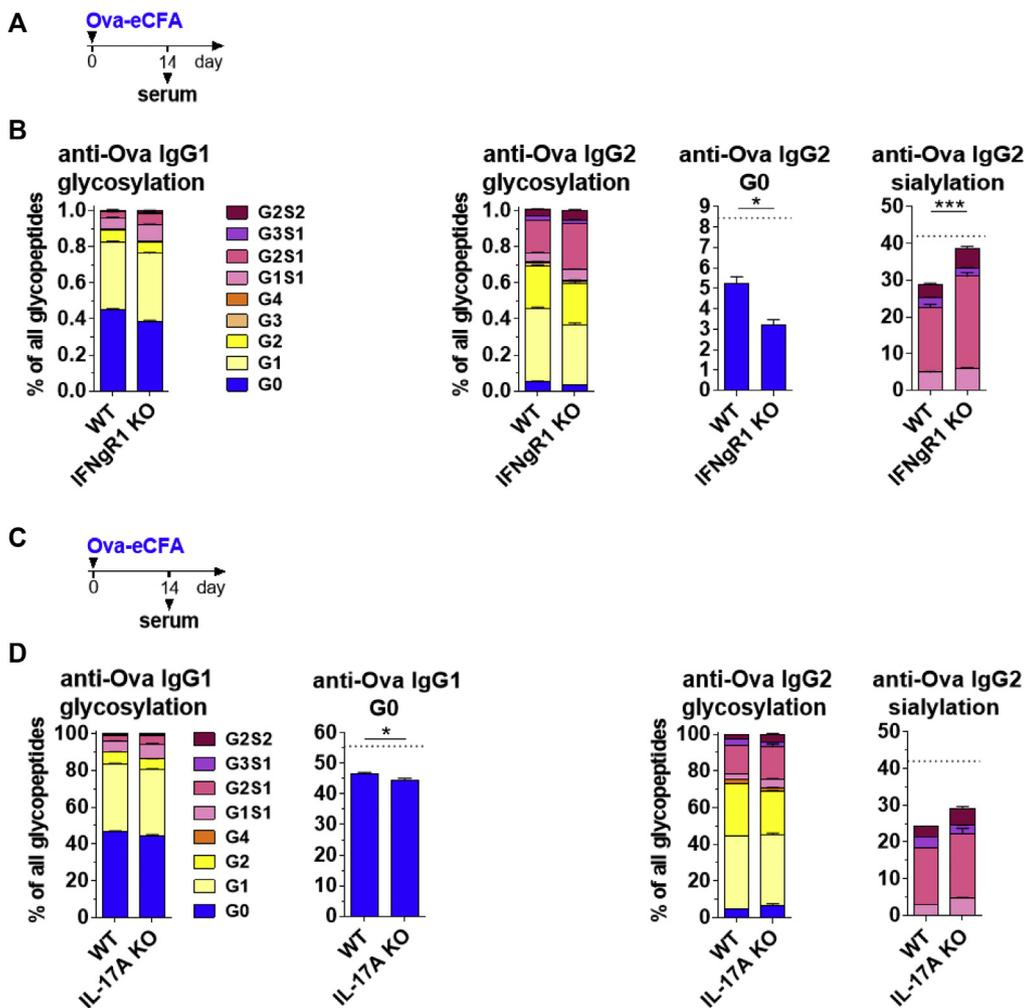 A
Ova-eCFA
0 14 day
serum
B
anti-Ova IgG1
glycosylation
% of all glycopeptides
1.0
0.8
0.6
0.4
0.2
0.0
WT
IFNgR1 KO
G2S2
G3S1
G2S1
G1S1
G4
G3
G2
G1
G0
anti-Ova IgG2
glycosylation
% of all glycopeptides
1.0
0.8
0.6
0.4
0.2
0.0
WT
IFNgR1 KO
anti-Ova IgG2
G0
*
9
8
7
6
5
4
3
2
1
0
WT
IFNgR1 KO
anti-Ova IgG2
sialylation
***
50
40
30
20
10
0
WT
IFNgR1 KO
C
Ova-eCFA
0 14 day
serum
D
anti-Ova IgG1
glycosylation
% of all glycopeptides
100
80
60
40
20
0
WT
IL-17A KO
G2S2
G3S1
G2S1
G1S1
G4
G2
G1
G0
anti-Ova IgG1
G0
*
60
50
40
30
20
10
0
WT
IL-17A KO
anti-Ova IgG2
glycosylation
% of all glycopeptides
100
80
60
40
20
0
WT
IL-17A KO
anti-Ova IgG2
sialylation
50
40
30
20
10
0
WT
IL-17A KO